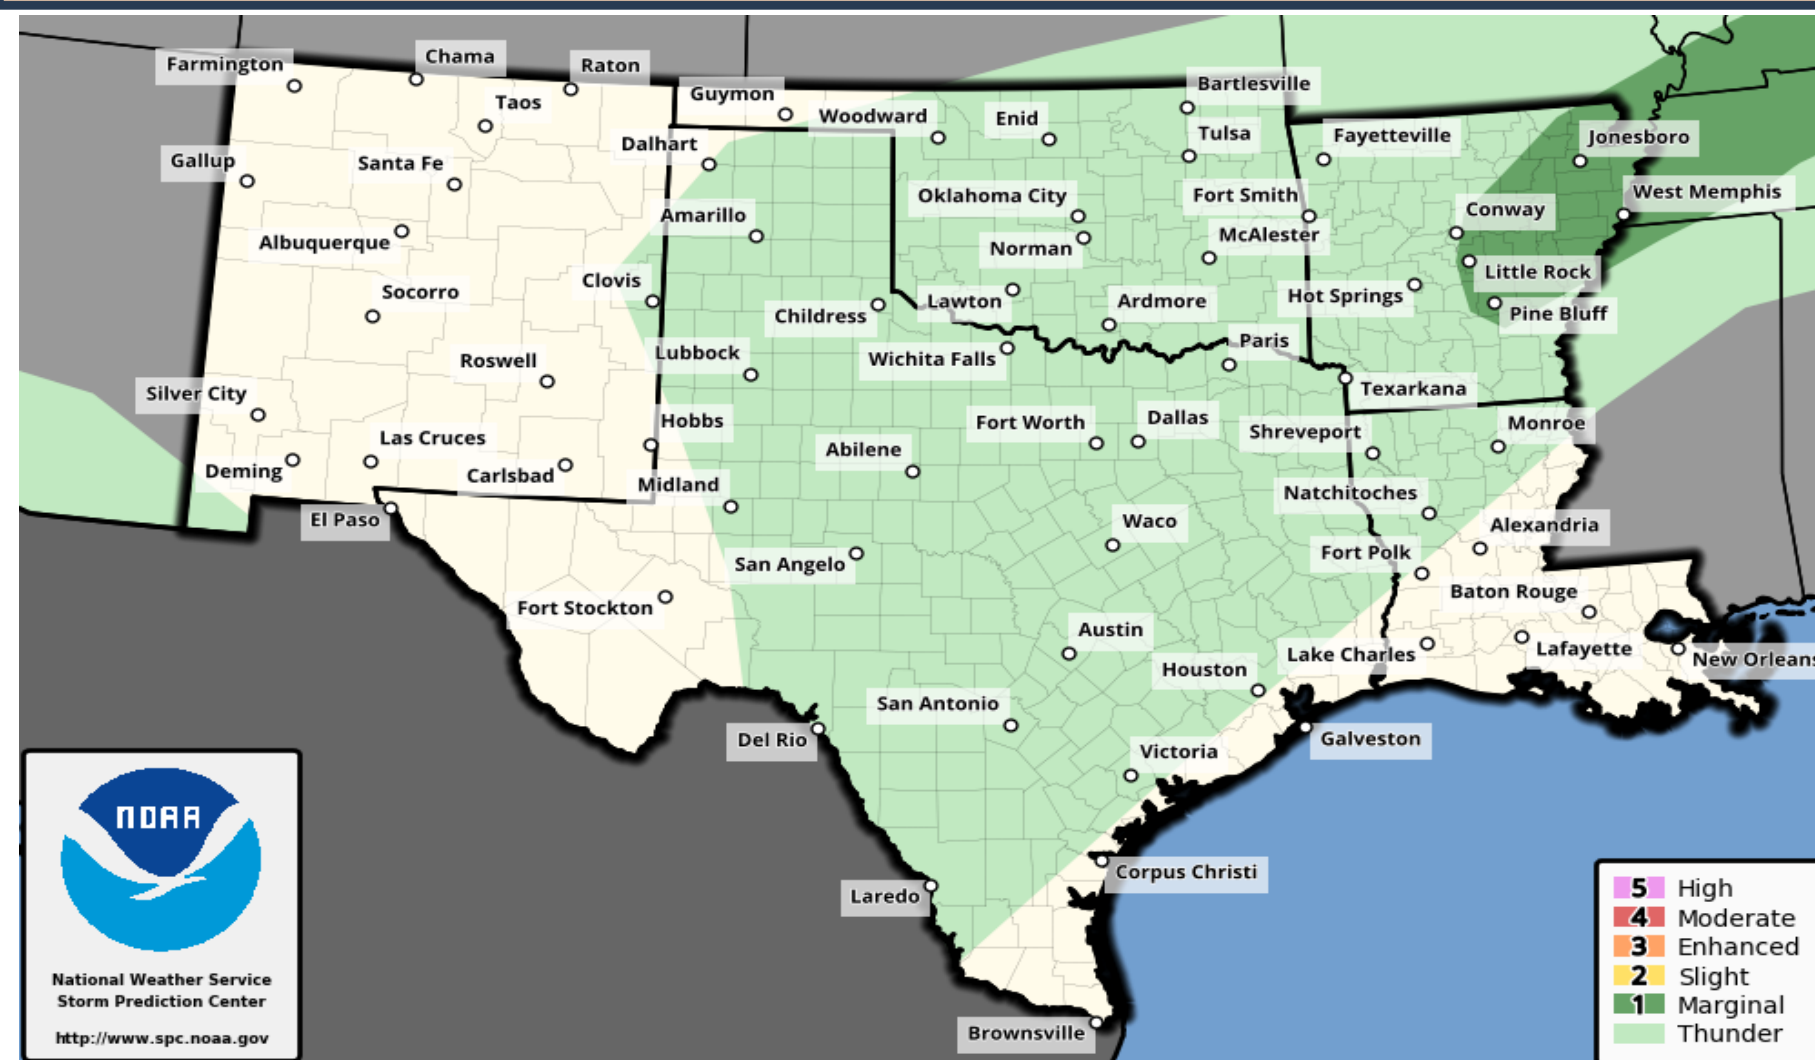 Farmington
Chama
Raton
Taos
Guymon
Woodward
Enid
Bartlesville
Tulsa
Fayetteville
Jonesboro
Dalhart
Gallup
Santa Fe
Amarillo
Oklahoma City
Fort Smith
Conway
West Memphis
Albuquerque
Norman
McAlester
Clovis
Socorro
Childress
Lawton
Ardmore
Hot Springs
Little Rock
Pine Bluff
Roswell
Lubbock
Wichita Falls
Paris
Texarkana
Silver City
Hobbs
Fort Worth
Dallas
Shreveport
Monroe
Las Cruces
Deming
Carlsbad
Midland
Abilene
Natchitoches
El Paso
Waco
Alexandria
San Angelo
Fort Polk
Fort Stockton
Baton Rouge
Austin
Lake Charles
Lafayette
New Orleans
Houston
San Antonio
Del Rio
Victoria
Galveston
Laredo
Corpus Christi
Brownsville
NOAA
National Weather Service
Storm Prediction Center
http://www.spc.noaa.gov
5 High
4 Moderate
3 Enhanced
2 Slight
1 Marginal
Thunder